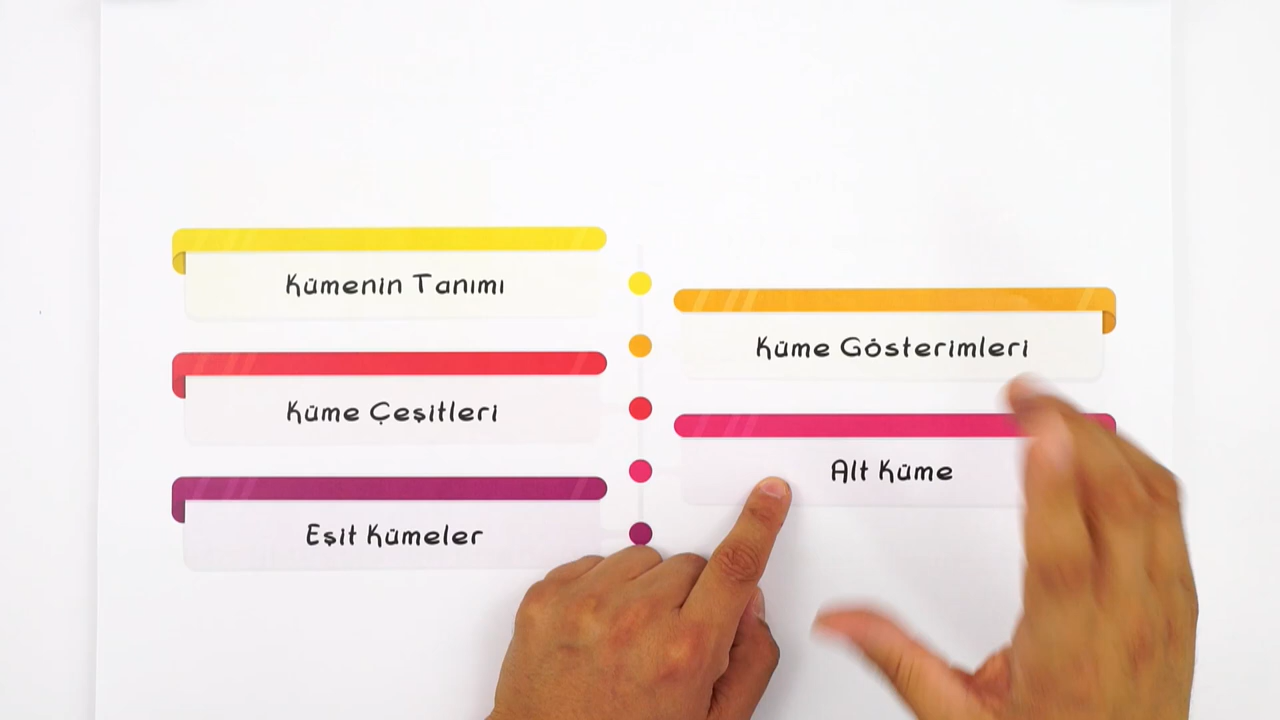 Kümenin Tanımı
Küme Gösterimleri
Küme Çeşitleri
Alt Küme
Eşit Kümeler